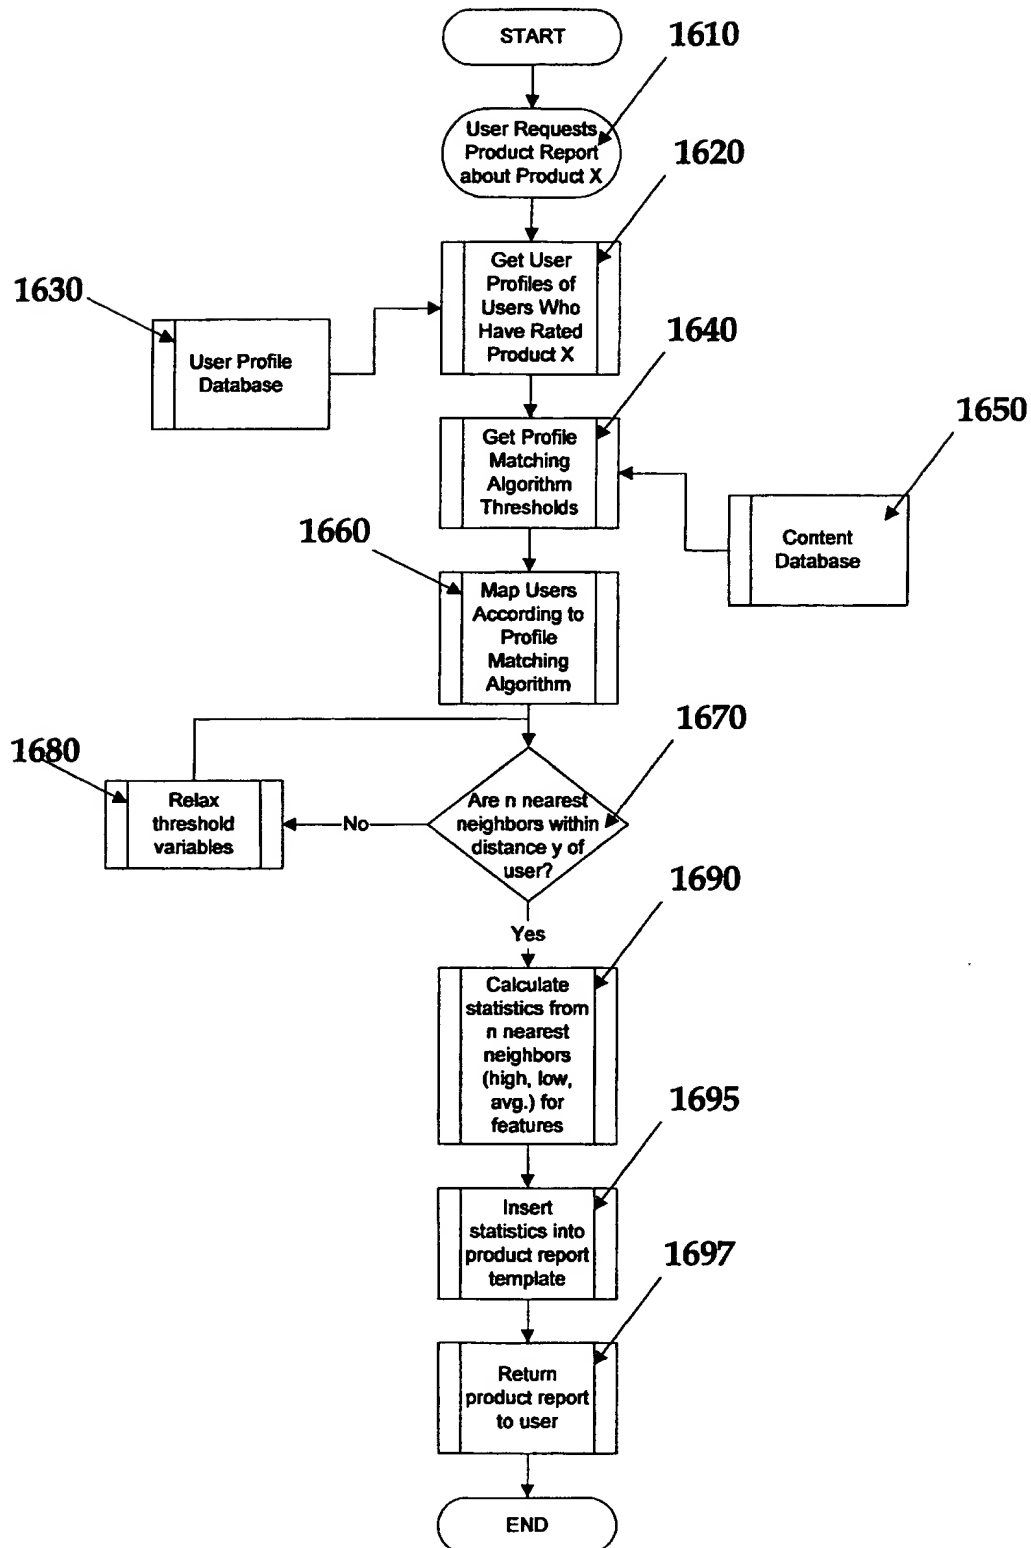 START
1610
User Requests
Product Report
about Product X
1620
Get User
Profiles of
Users Who
Have Rated
Product X
1630
User Profile
Database
1640
Get Profile
Matching
Algorithm
Thresholds
1650
Content
Database
1660
Map Users
According to
Profile
Matching
Algorithm
1670
Are n nearest
neighbors within
distance y of
user?
No
1680
Relax
threshold
variables
Yes
1690
Calculate
statistics from
n nearest
neighbors
(high, low,
avg.) for
features
1695
Insert
statistics into
product report
template
1697
Return
product report
to user
END